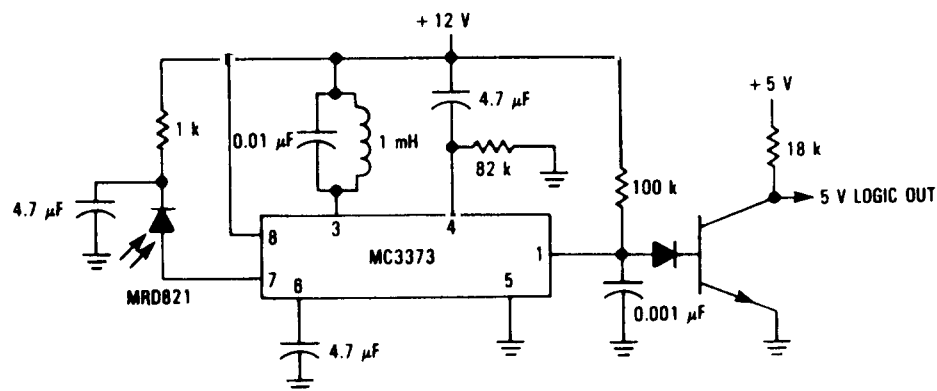 + 12 V
+ 5 V
4.7 μF
1 k
0.01 μF
1 mH
82 k
18 k
100 k
5 V LOGIC OUT
4.7 μF
8
3
4
MC3373
1
7
6
5
MRD821
0.001 μF
4.7 μF